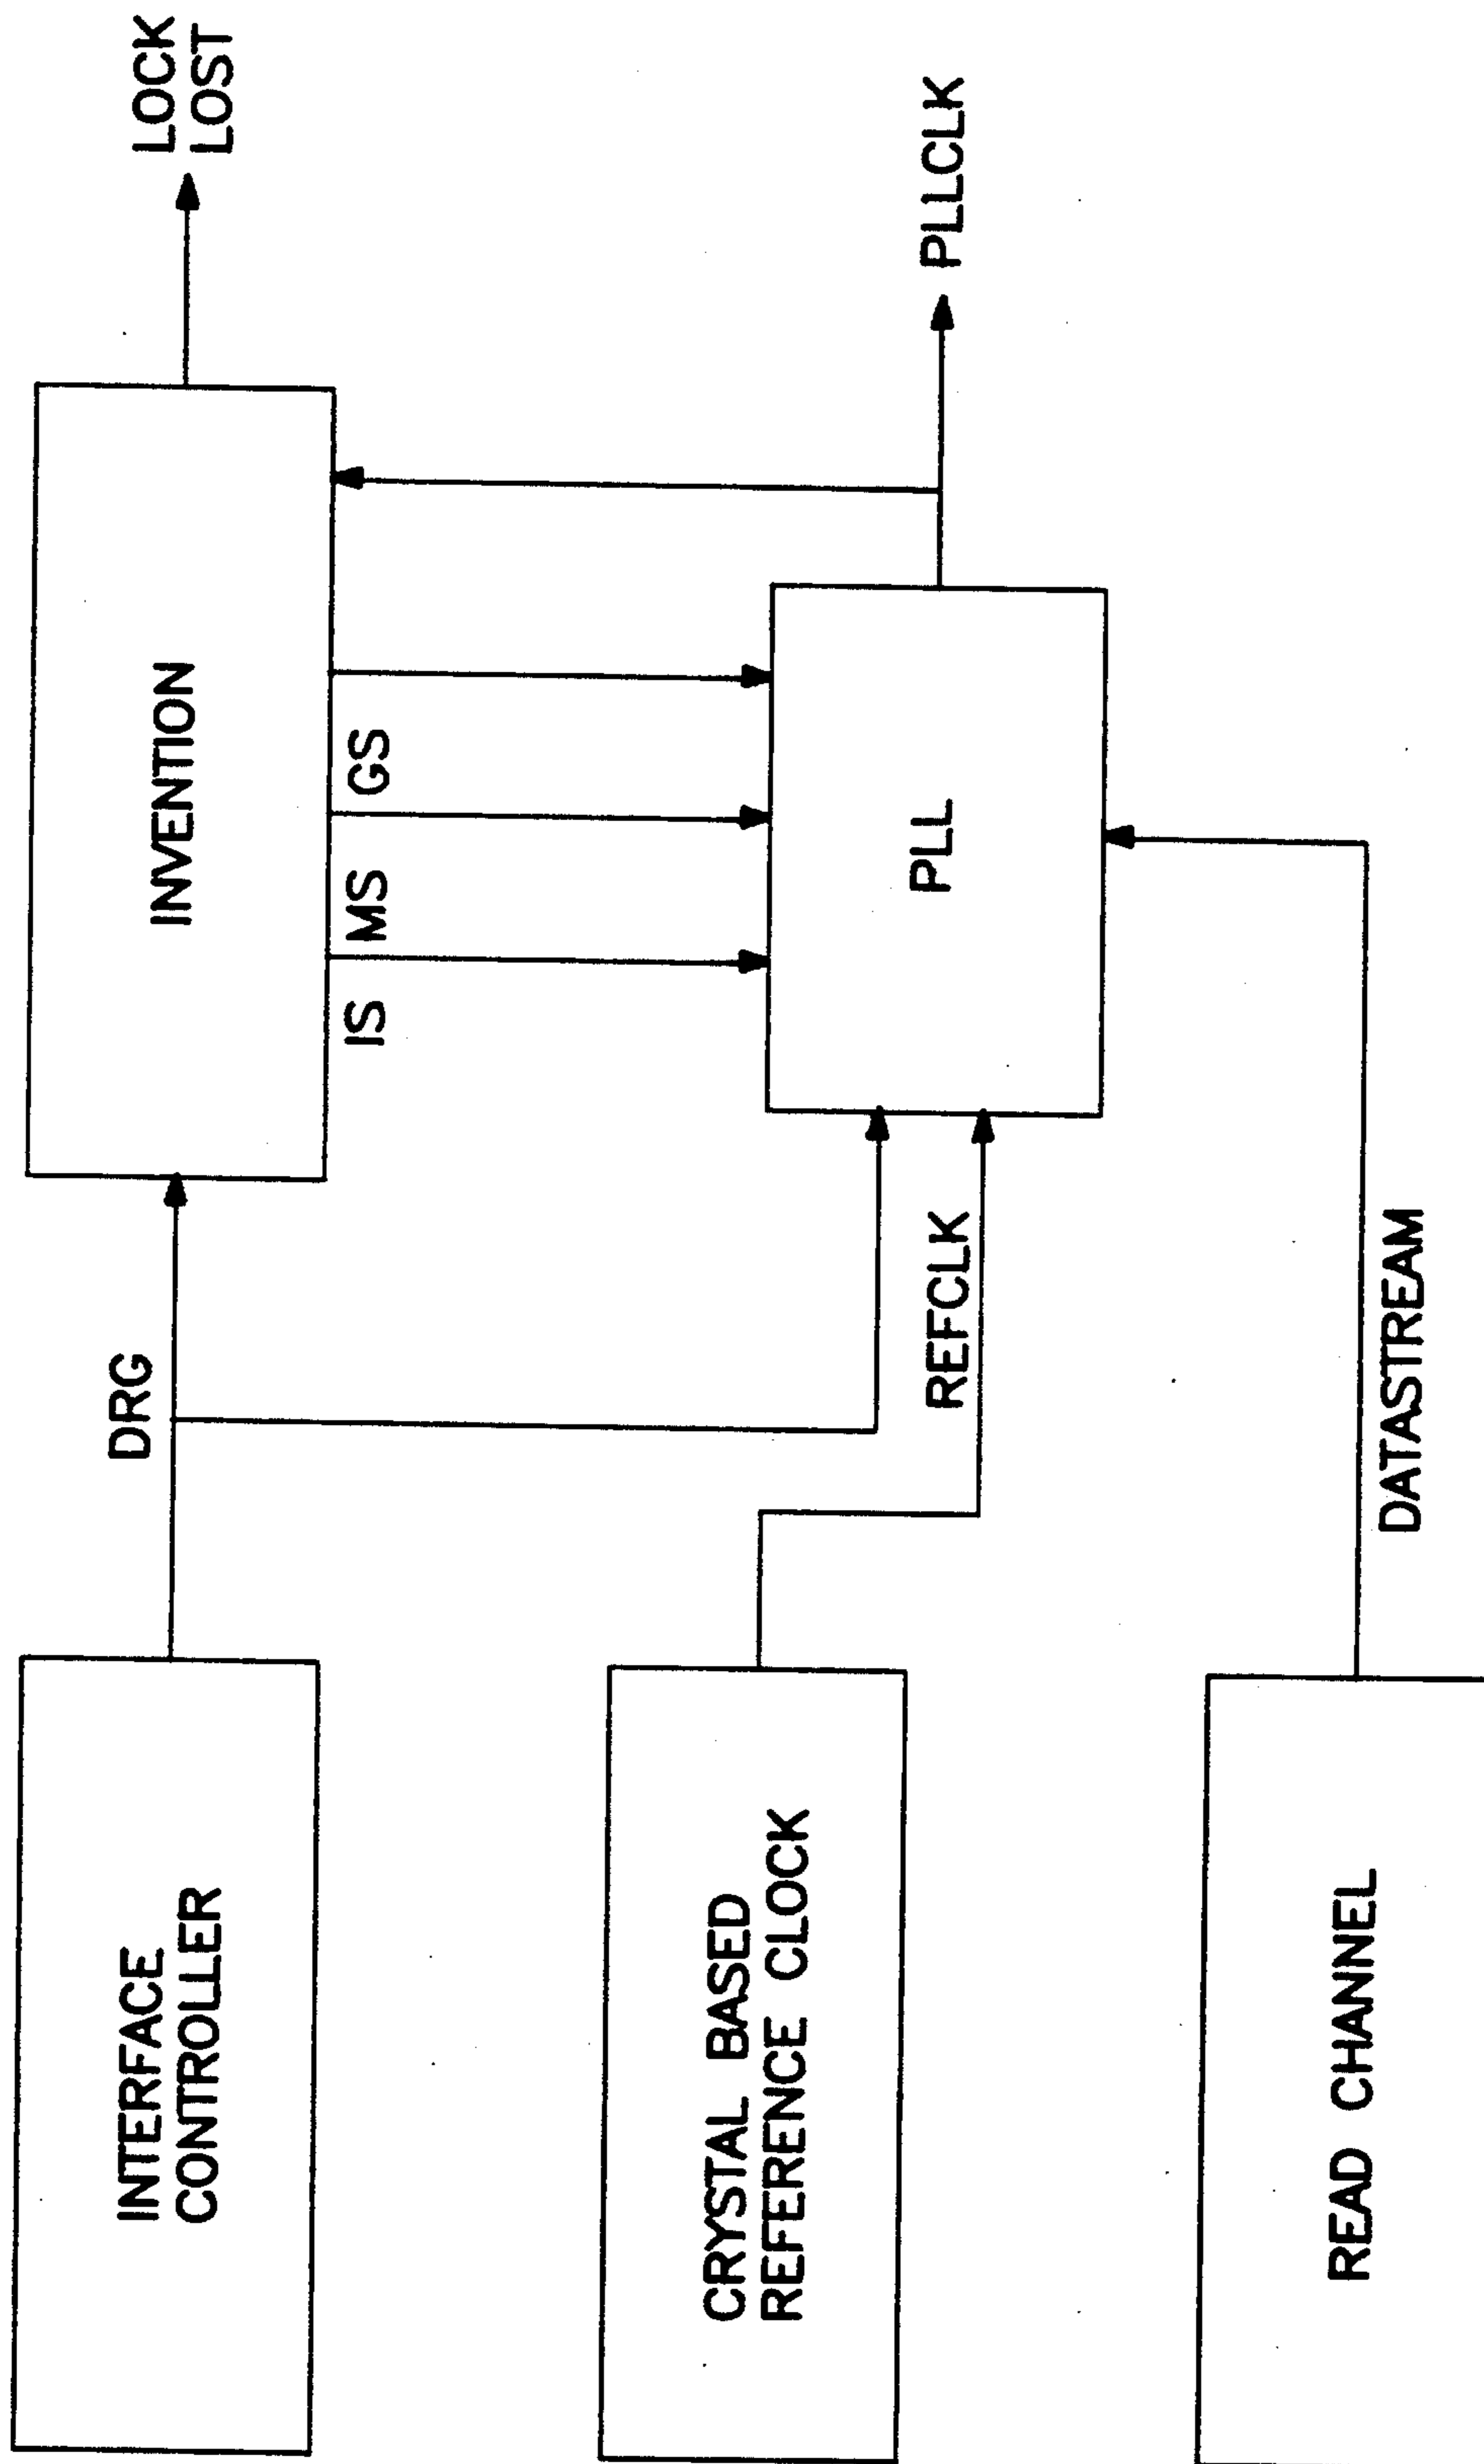 INTERFACE
CONTROLLER
DRG
INVENTION
LOCK
LOST
IS
MS
GS
CRYSTAL BASED
REFERENCE CLOCK
REFCLK
PLL
PLLCLK
READ CHANNEL
DATASTREAM